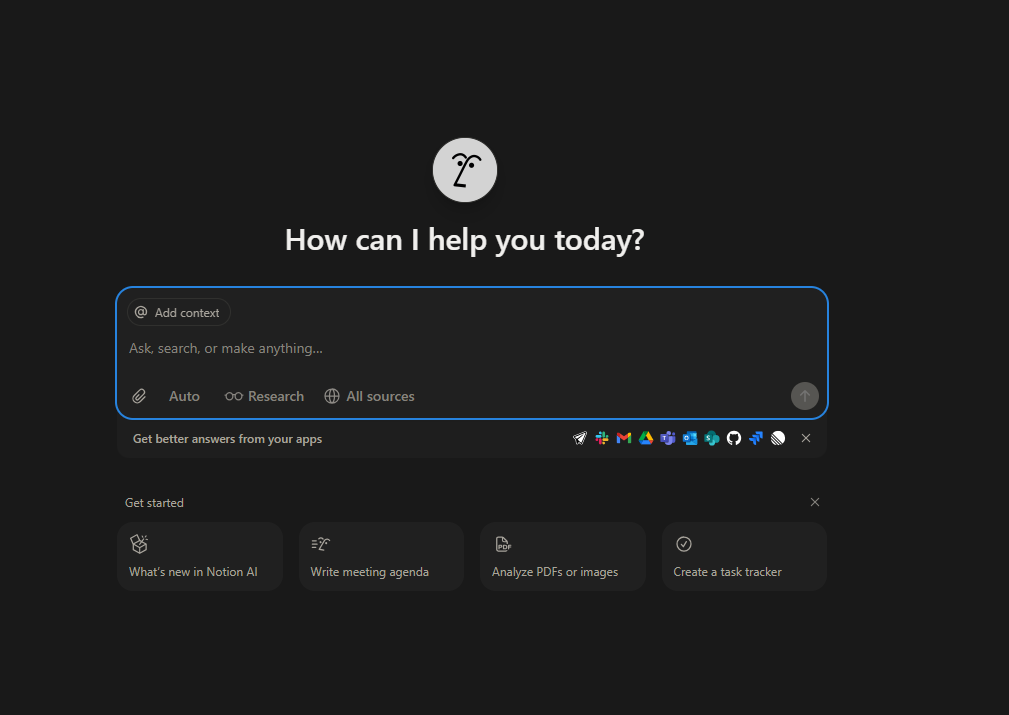 How can I help you today?
@ Add context
Ask, search, or make anything...
Auto
Research
All sources
Get better answers from your apps
Get started
What's new in Notion AI
Write meeting agenda
PDF
Analyze PDFs or images
Create a task tracker